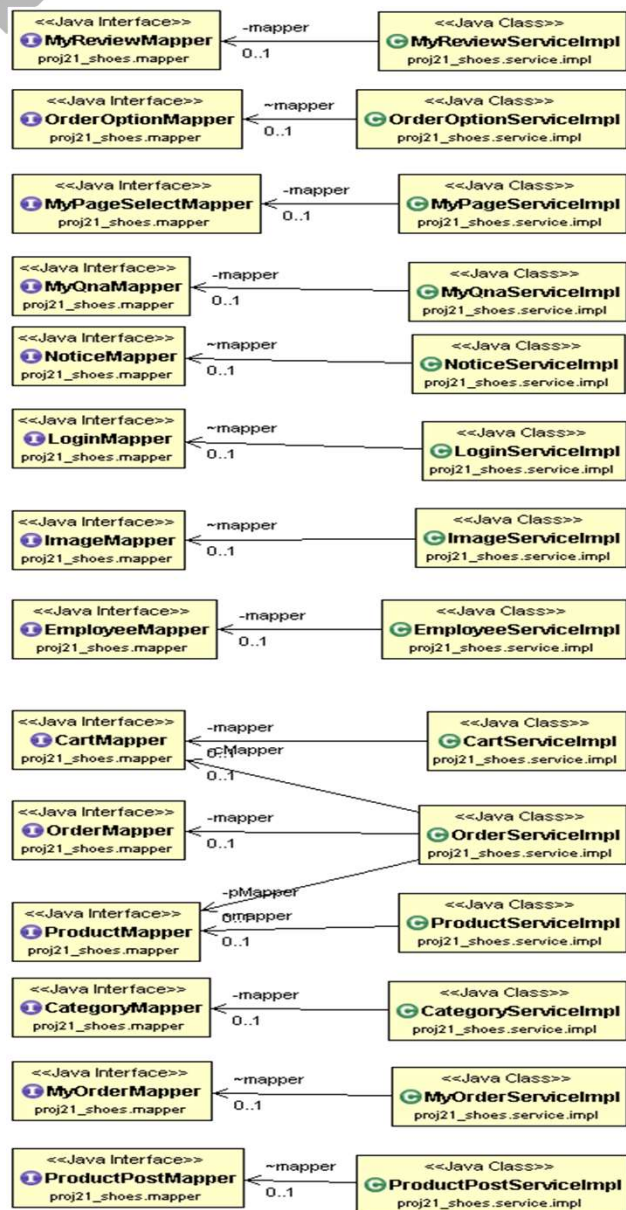 <<Java Interface>>
MyReviewMapper
proj21_shoes.mapper
-mapper
0..1
<<Java Class>>
MyReviewServiceImpl
proj21_shoes.service.impl
<<Java Interface>>
OrderOptionMapper
proj21_shoes.mapper
~mapper
0..1
<<Java Class>>
OrderOptionServiceImpl
proj21_shoes.service.impl
<<Java Interface>>
MyPageSelectMapper
proj21_shoes.mapper
-mapper
0..1
<<Java Class>>
MyPageServiceImpl
proj21_shoes.service.impl
<<Java Interface>>
MyQnaMapper
proj21_shoes.mapper
-mapper
0..1
<<Java Class>>
MyQnaServiceImpl
proj21_shoes.service.impl
<<Java Interface>>
NoticeMapper
proj21_shoes.mapper
~mapper
0..1
<<Java Class>>
NoticeServiceImpl
proj21_shoes.service.impl
<<Java Interface>>
LoginMapper
proj21_shoes.mapper
~mapper
0..1
<<Java Class>>
LoginServiceImpl
proj21_shoes.service.impl
<<Java Interface>>
ImageMapper
proj21_shoes.mapper
~mapper
0..1
<<Java Class>>
ImageServiceImpl
proj21_shoes.service.impl
<<Java Interface>>
EmployeeMapper
proj21_shoes.mapper
-mapper
0..1
<<Java Class>>
EmployeeServiceImpl
proj21_shoes.service.impl
<<Java Interface>>
CartMapper
proj21_shoes.mapper
-mapper
0..1
-cMapper
0..1
<<Java Class>>
CartServiceImpl
proj21_shoes.service.impl
<<Java Interface>>
OrderMapper
proj21_shoes.mapper
-mapper
0..1
<<Java Class>>
OrderServiceImpl
proj21_shoes.service.impl
-pMapper
0..1
<<Java Interface>>
ProductMapper
proj21_shoes.mapper
~mapper
0..1
<<Java Class>>
ProductServiceImpl
proj21_shoes.service.impl
<<Java Interface>>
CategoryMapper
proj21_shoes.mapper
-mapper
0..1
<<Java Class>>
CategoryServiceImpl
proj21_shoes.service.impl
<<Java Interface>>
MyOrderMapper
proj21_shoes.mapper
~mapper
0..1
<<Java Class>>
MyOrderServiceImpl
proj21_shoes.service.impl
<<Java Interface>>
ProductPostMapper
proj21_shoes.mapper
~mapper
0..1
<<Java Class>>
ProductPostServiceImpl
proj21_shoes.service.impl